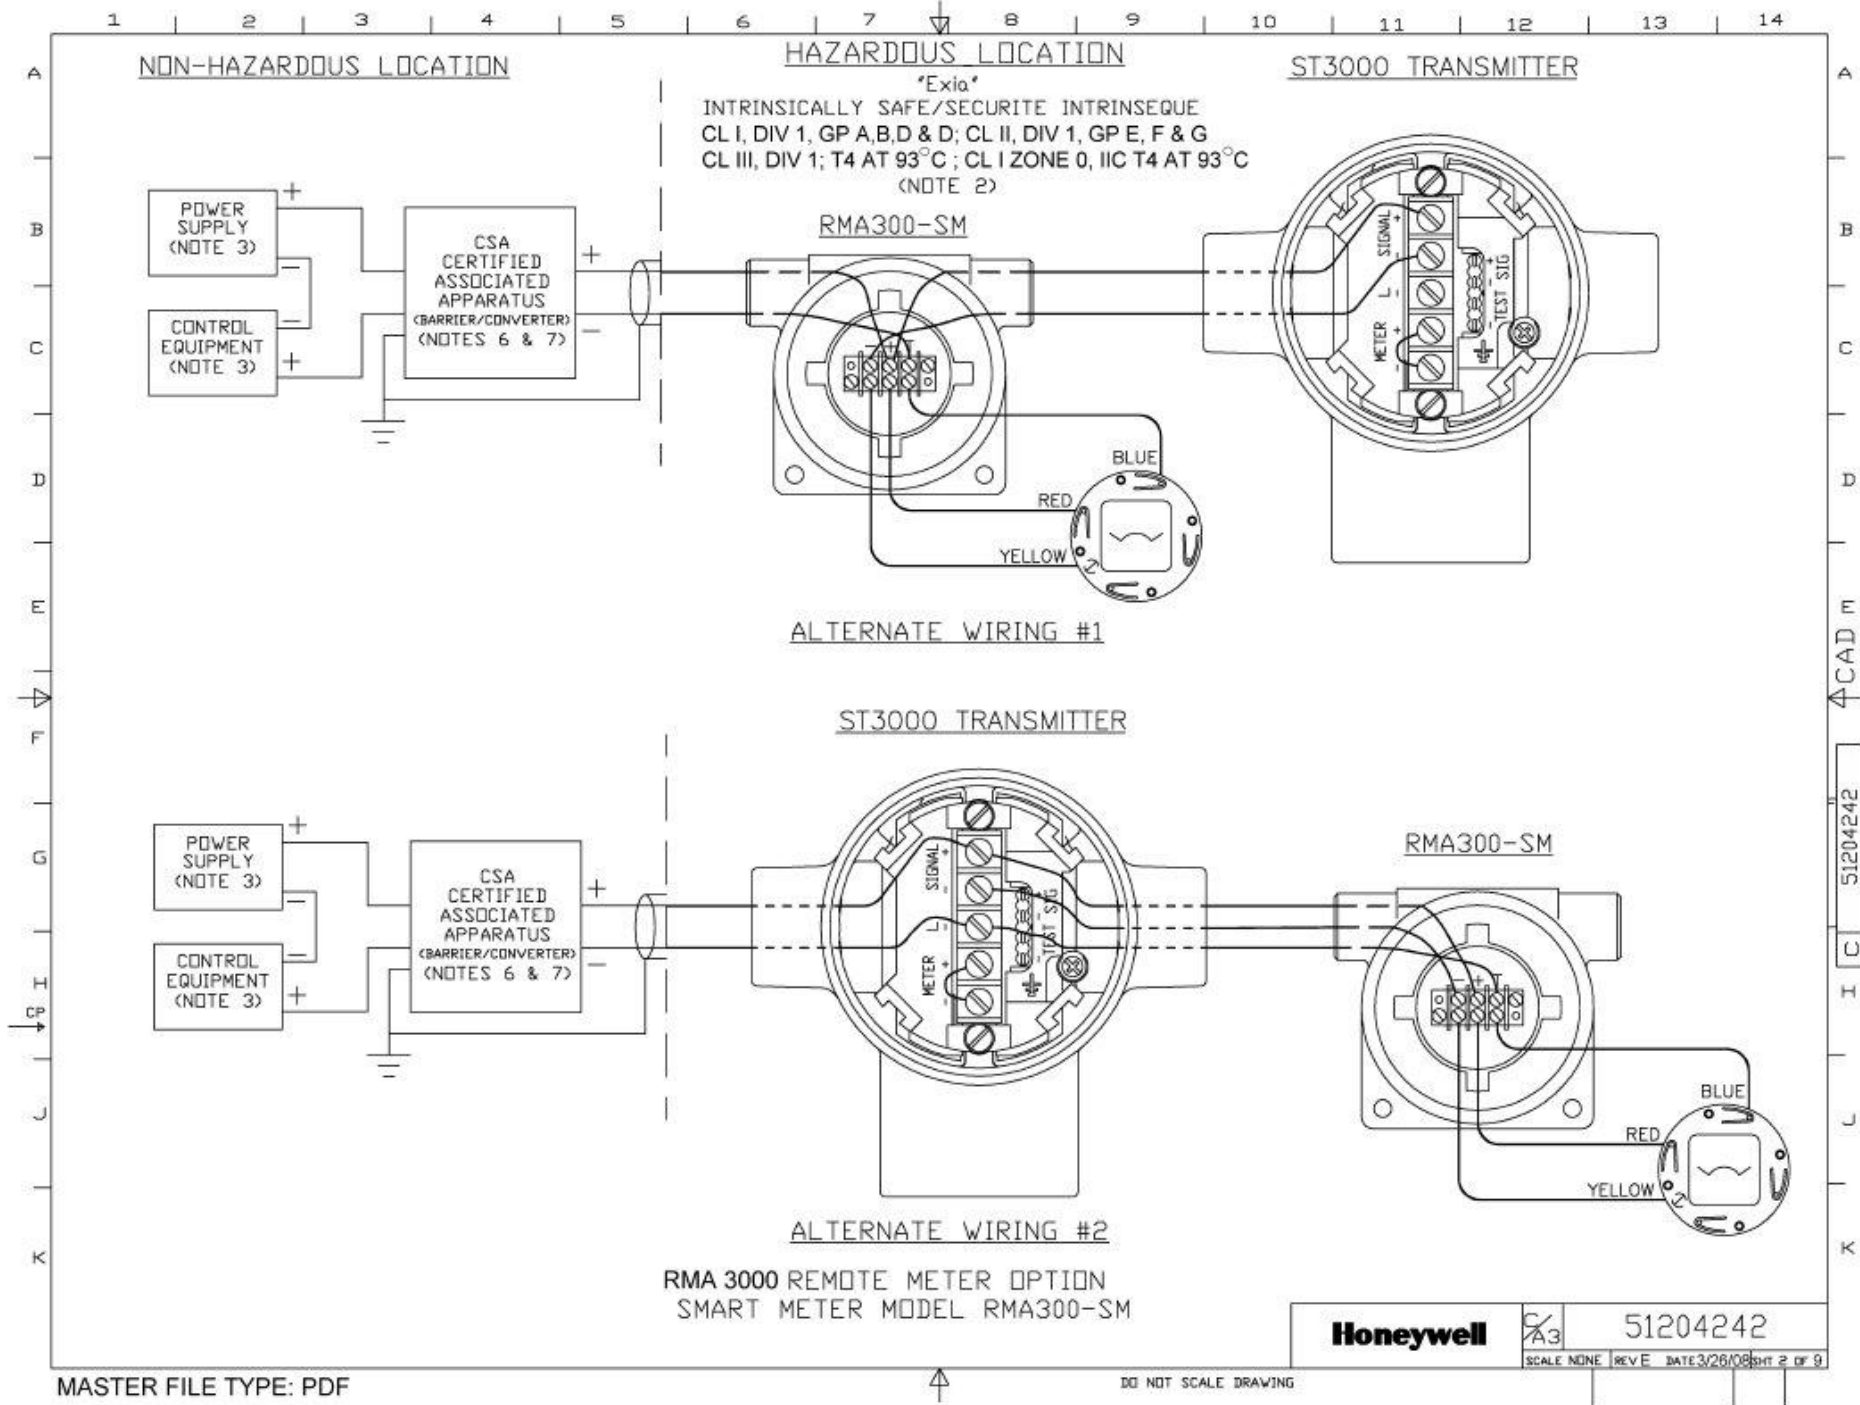 1 2 3 4 5 6 7 8 9 10 11 12 13 14
NON-HAZARDOUS LOCATION
HAZARDOUS LOCATION
"Exia"
INTRINSICALLY SAFE/SECURITE INTRINSEQUE
CL I, DIV 1, GP A,B,D & D; CL II, DIV 1, GP E, F & G
CL III, DIV 1; T4 AT 93°C ; CL I ZONE 0, IIC T4 AT 93°C
(NOTE 2)
ST3000 TRANSMITTER
A
A
B
B
C
C
D
D
E
E
F
G
H
CP
I
J
J
K
K
POWER
SUPPLY
(NOTE 3)
+
-
CONTROL
EQUIPMENT
(NOTE 3)
-
+
CSA
CERTIFIED
ASSOCIATED
APPARATUS
(BARRIER/CONVERTER)
(NOTES 6 & 7)
+
-
RMA300-SM
- + T
SIGNAL
+
-
L
-
METER
+
-
TEST SIG
+
-
BLUE
RED
YELLOW
ALTERNATE WIRING #1
DAC
51204242
C
ST3000 TRANSMITTER
POWER
SUPPLY
(NOTE 3)
+
-
CONTROL
EQUIPMENT
(NOTE 3)
-
+
CSA
CERTIFIED
ASSOCIATED
APPARATUS
(BARRIER/CONVERTER)
(NOTES 6 & 7)
+
-
SIGNAL
+
-
L
-
METER
+
-
TEST SIG
+
-
RMA300-SM
- + T
BLUE
RED
YELLOW
ALTERNATE WIRING #2
RMA 3000 REMOTE METER OPTION
SMART METER MODEL RMA300-SM
Honeywell
C/A3
51204242
SCALE NONE REV E DATE 3/26/08 SHT 2 OF 9
MASTER FILE TYPE: PDF
DO NOT SCALE DRAWING